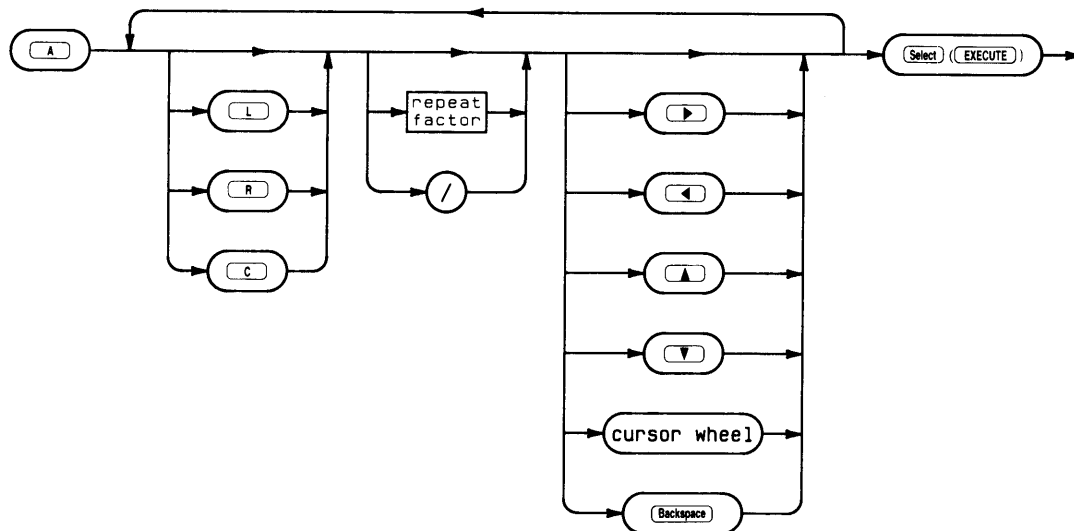 A
Select ( EXECUTE )
L
repeat
factor
R
/
C
cursor wheel
Backspace